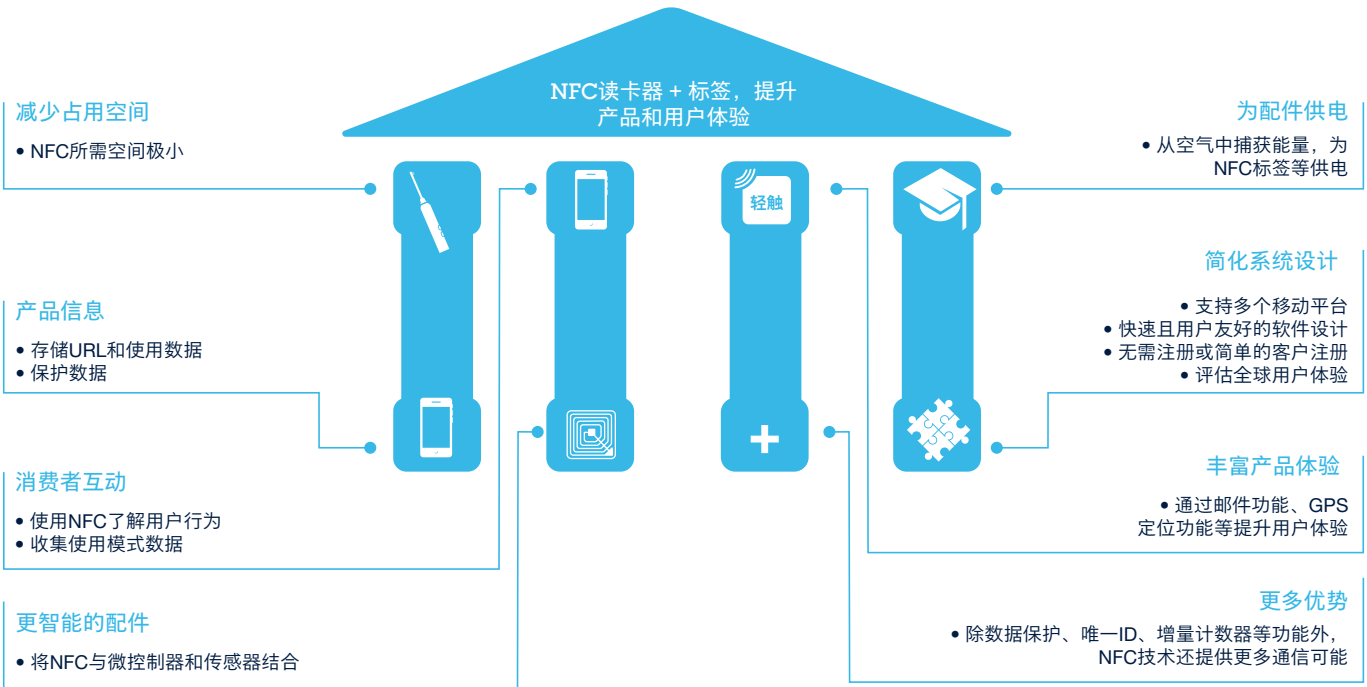 NFC读卡器 + 标签，提升
产品和用户体验
减少占用空间
• NFC所需空间极小
产品信息
• 存储URL和使用数据
• 保护数据
消费者互动
• 使用NFC了解用户行为
• 收集使用模式数据
更智能的配件
• 将NFC与微控制器和传感器结合
轻触
为配件供电
• 从空气中捕获能量，为
NFC标签等供电
简化系统设计
• 支持多个移动平台
• 快速且用户友好的软件设计
• 无需注册或简单的客户注册
• 评估全球用户体验
丰富产品体验
• 通过邮件功能、GPS
定位功能等提升用户体验
更多优势
• 除数据保护、唯一ID、增量计数器等功能外，
NFC技术还提供更多通信可能